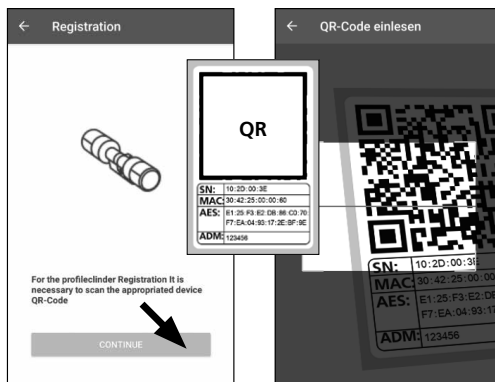 ← Registration
For the profileclinder Registration It is
necessary to scan the appropriated device
QR-Code
CONTINUE
QR
SN: 10:2D:00:3E
MAC: 30:42:25:00:00:60
AES: E1:25:F3:E2:DB:86:C0:70:
F7:EA:04:93:17:2E:BF:9E
ADM: 123456
← QR-Code einlesen
SN: 10:2D:00:3E
MAC: 30:42:25:00:00
AES: E1:25:F3:E2:DB
F7:EA:04:93:17
ADM: 123456